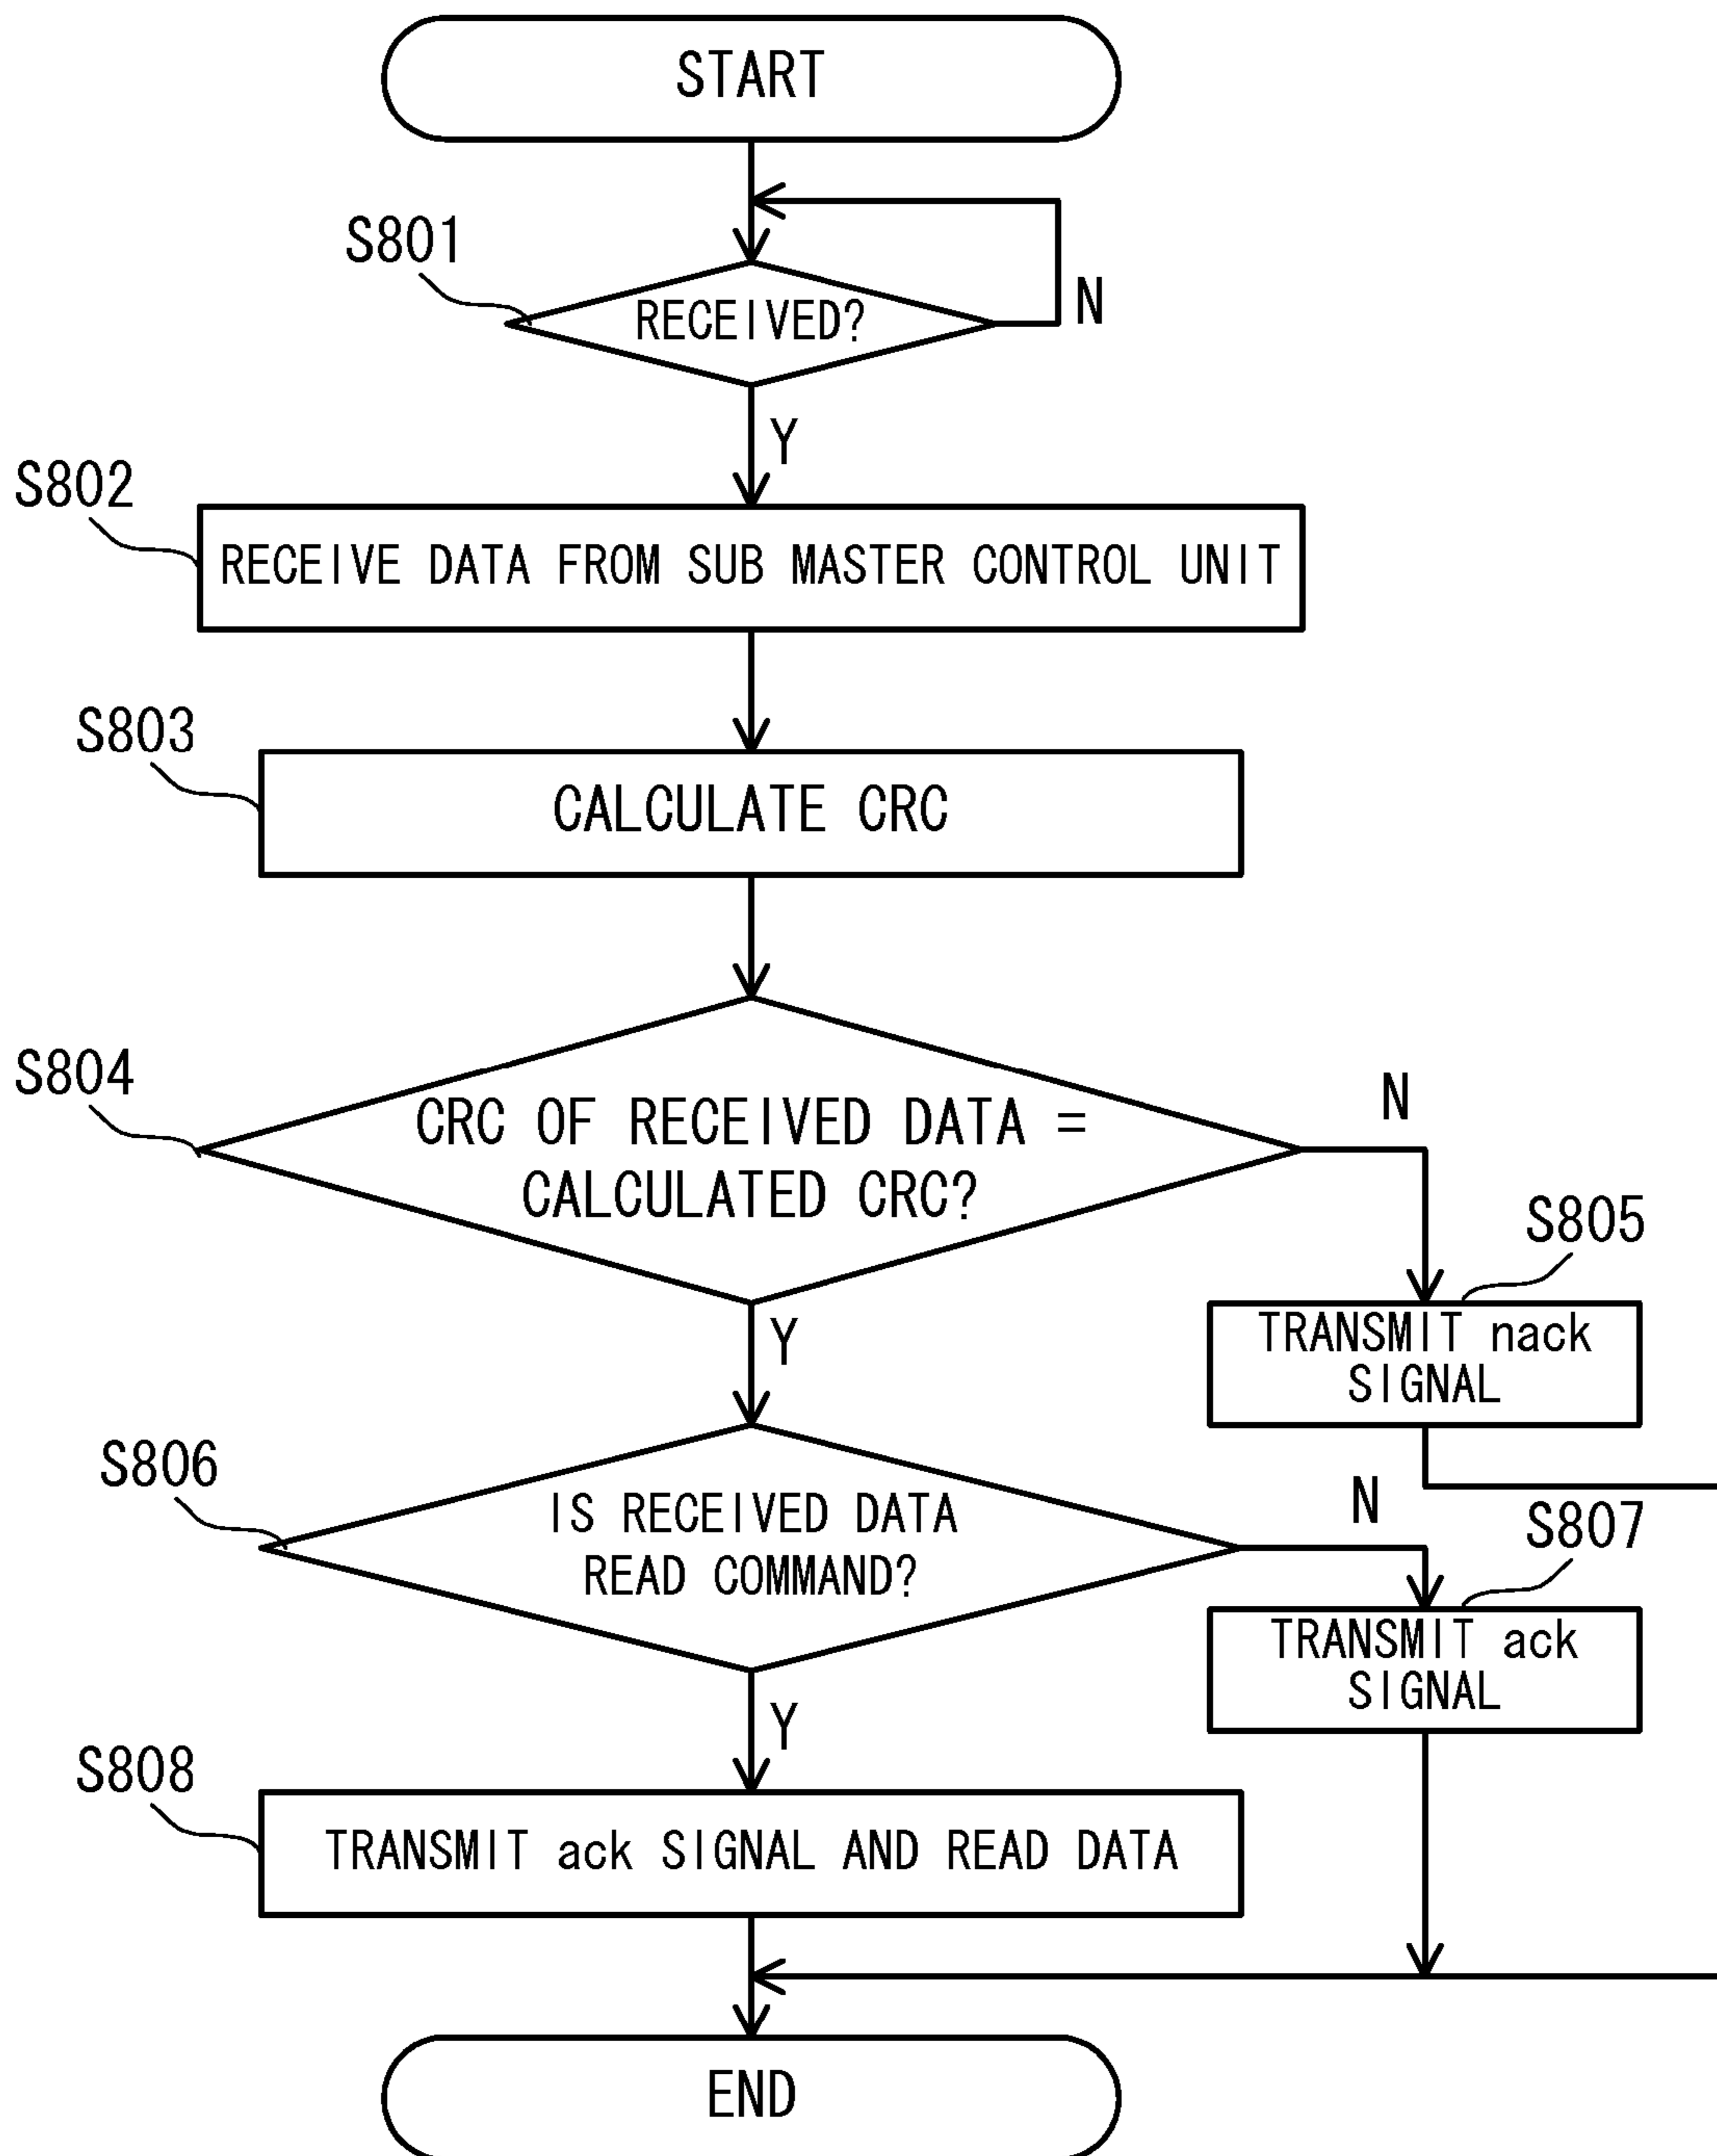 START
S801
RECEIVED?
N
Y
S802
RECEIVE DATA FROM SUB MASTER CONTROL UNIT
S803
CALCULATE CRC
S804
CRC OF RECEIVED DATA =
CALCULATED CRC?
N
S805
TRANSMIT nack
SIGNAL
Y
S806
IS RECEIVED DATA
READ COMMAND?
N
S807
TRANSMIT ack
SIGNAL
Y
S808
TRANSMIT ack SIGNAL AND READ DATA
END